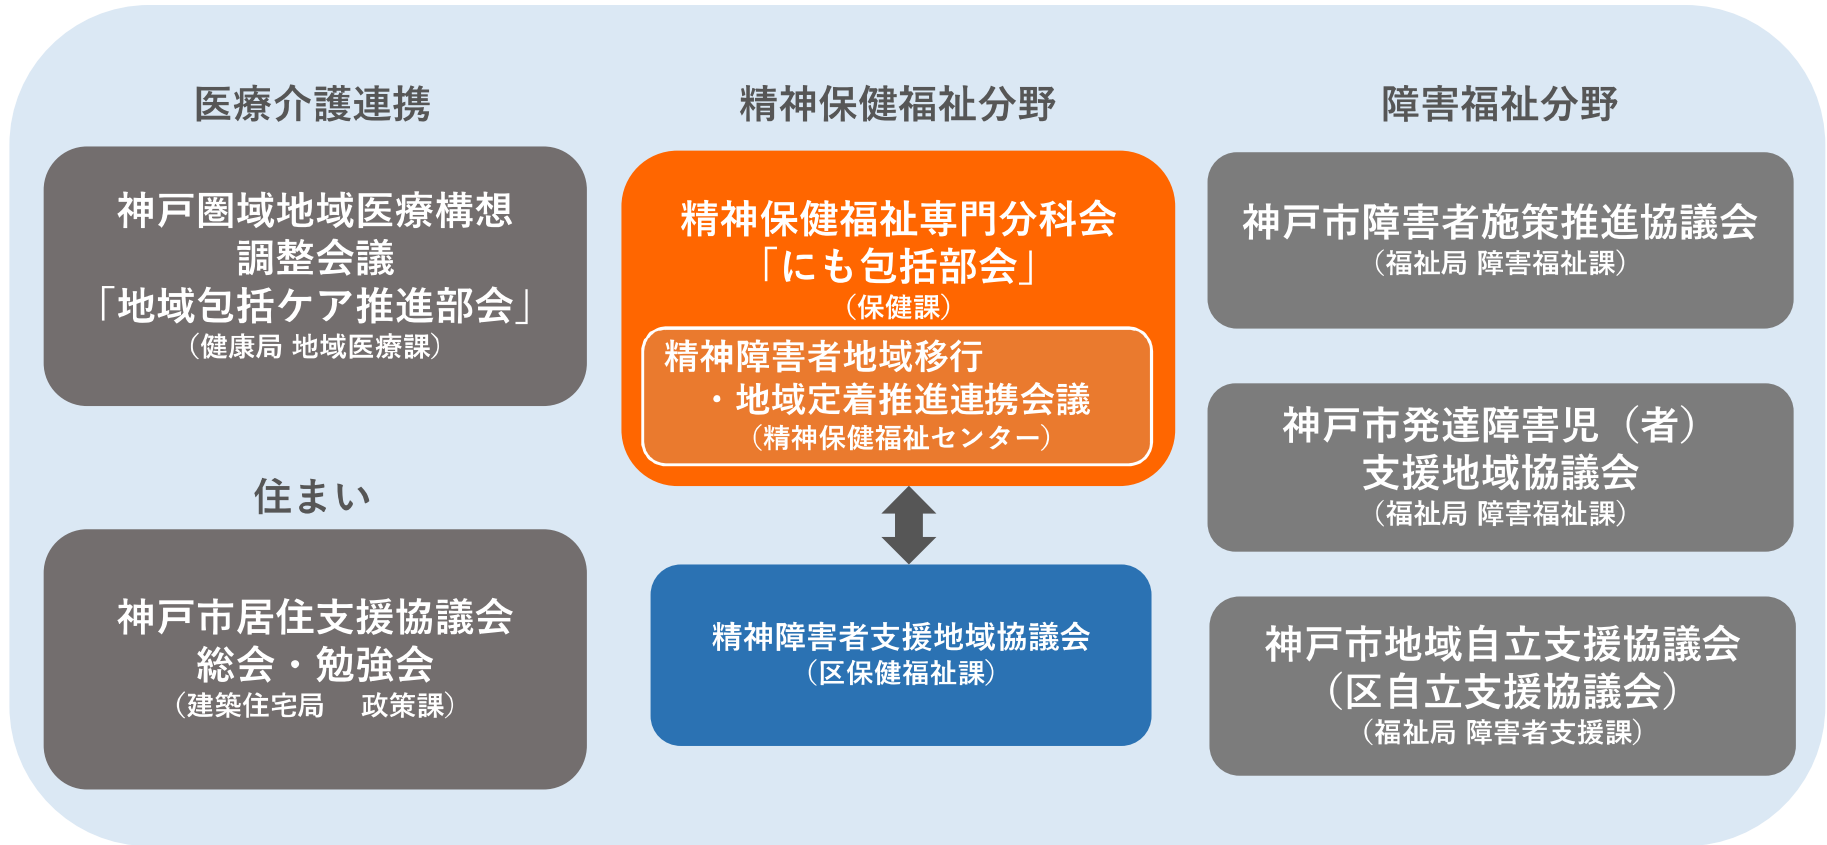 医療介護連携
神戸圏域地域医療構想
調整会議
「地域包括ケア推進部会」
（健康局 地域医療課）
住まい
神戸市居住支援協議会
総会・勉強会
（建築住宅局　政策課）
精神保健福祉分野
精神保健福祉専門分科会
「にも包括部会」
（保健課）
精神障害者地域移行
・地域定着推進連携会議
（精神保健福祉センター）
精神障害者支援地域協議会
（区保健福祉課）
障害福祉分野
神戸市障害者施策推進協議会
（福祉局 障害福祉課）
神戸市発達障害児（者）
支援地域協議会
（福祉局 障害福祉課）
神戸市地域自立支援協議会
（区自立支援協議会）
（福祉局 障害者支援課）